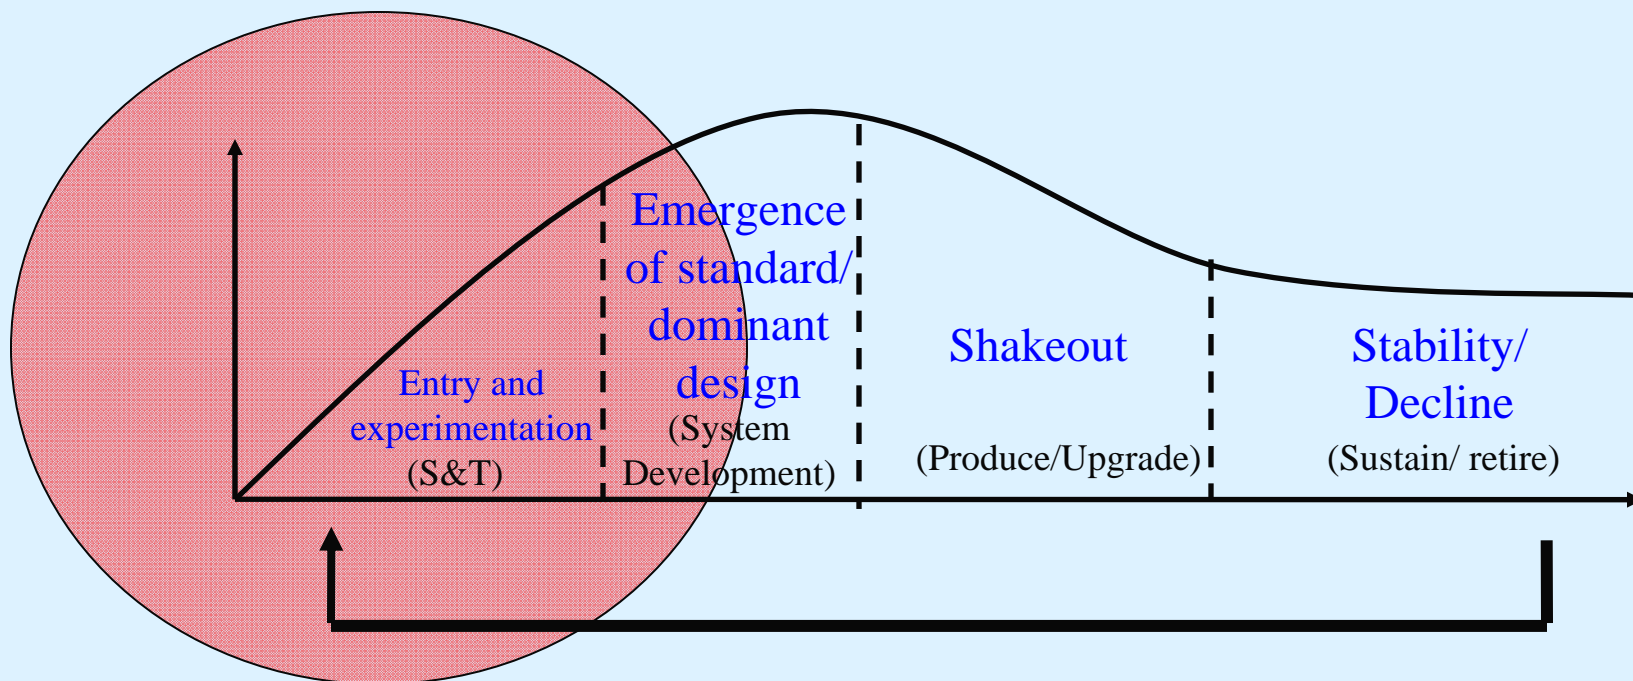 Entry and
experimentation
(S&T)
Emergence
of standard/
dominant
design
(System
Development)
Shakeout
(Produce/Upgrade)
Stability/
Decline
(Sustain/ retire)